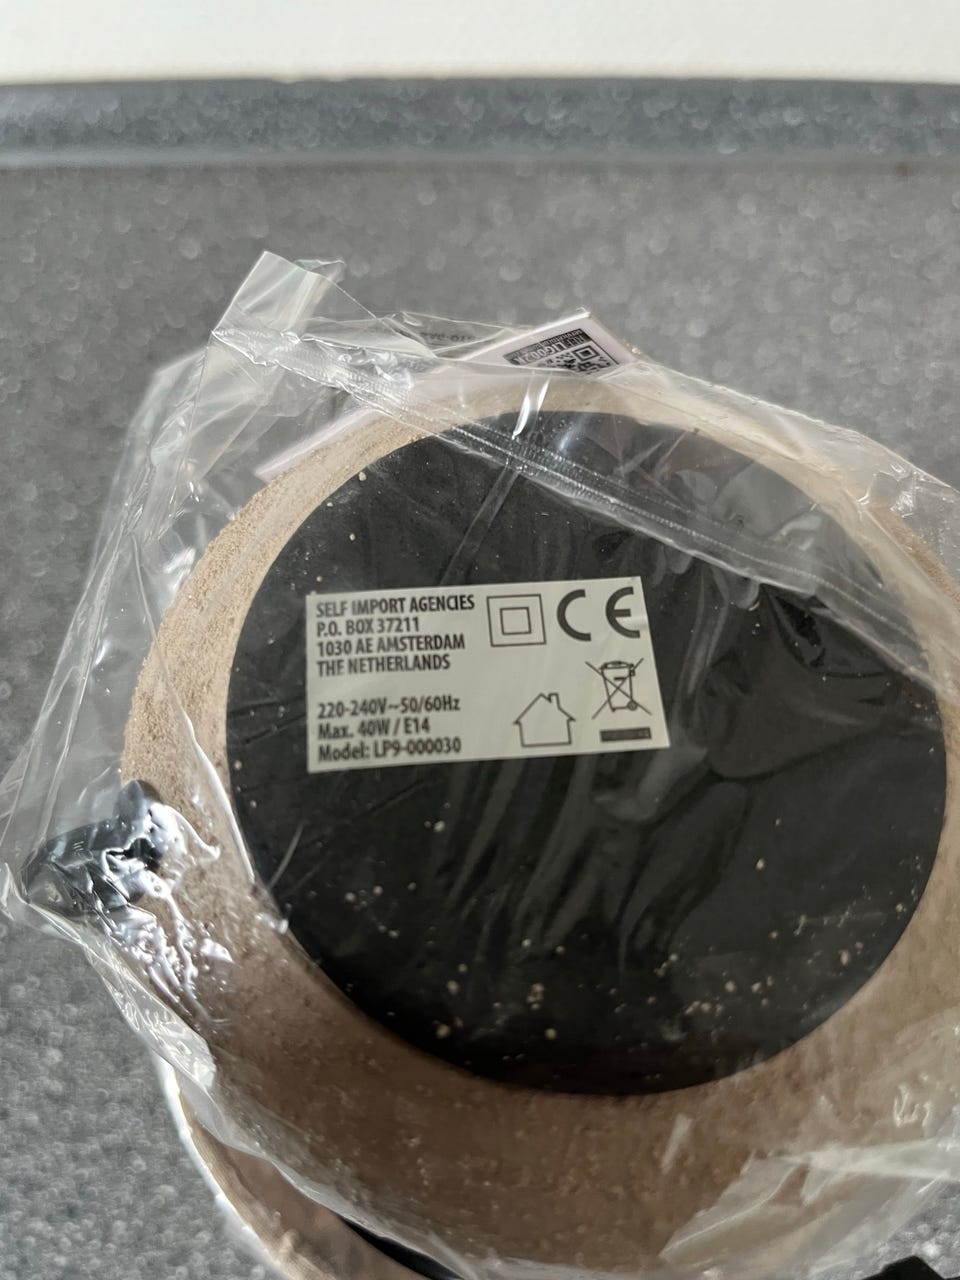 SELF IMPORT AGENCIES
P.O. BOX 37211
1030 AE AMSTERDAM
THE NETHERLANDS
220-240V~50/60Hz
Max. 40W / E14
Model: LP9-000030
CE